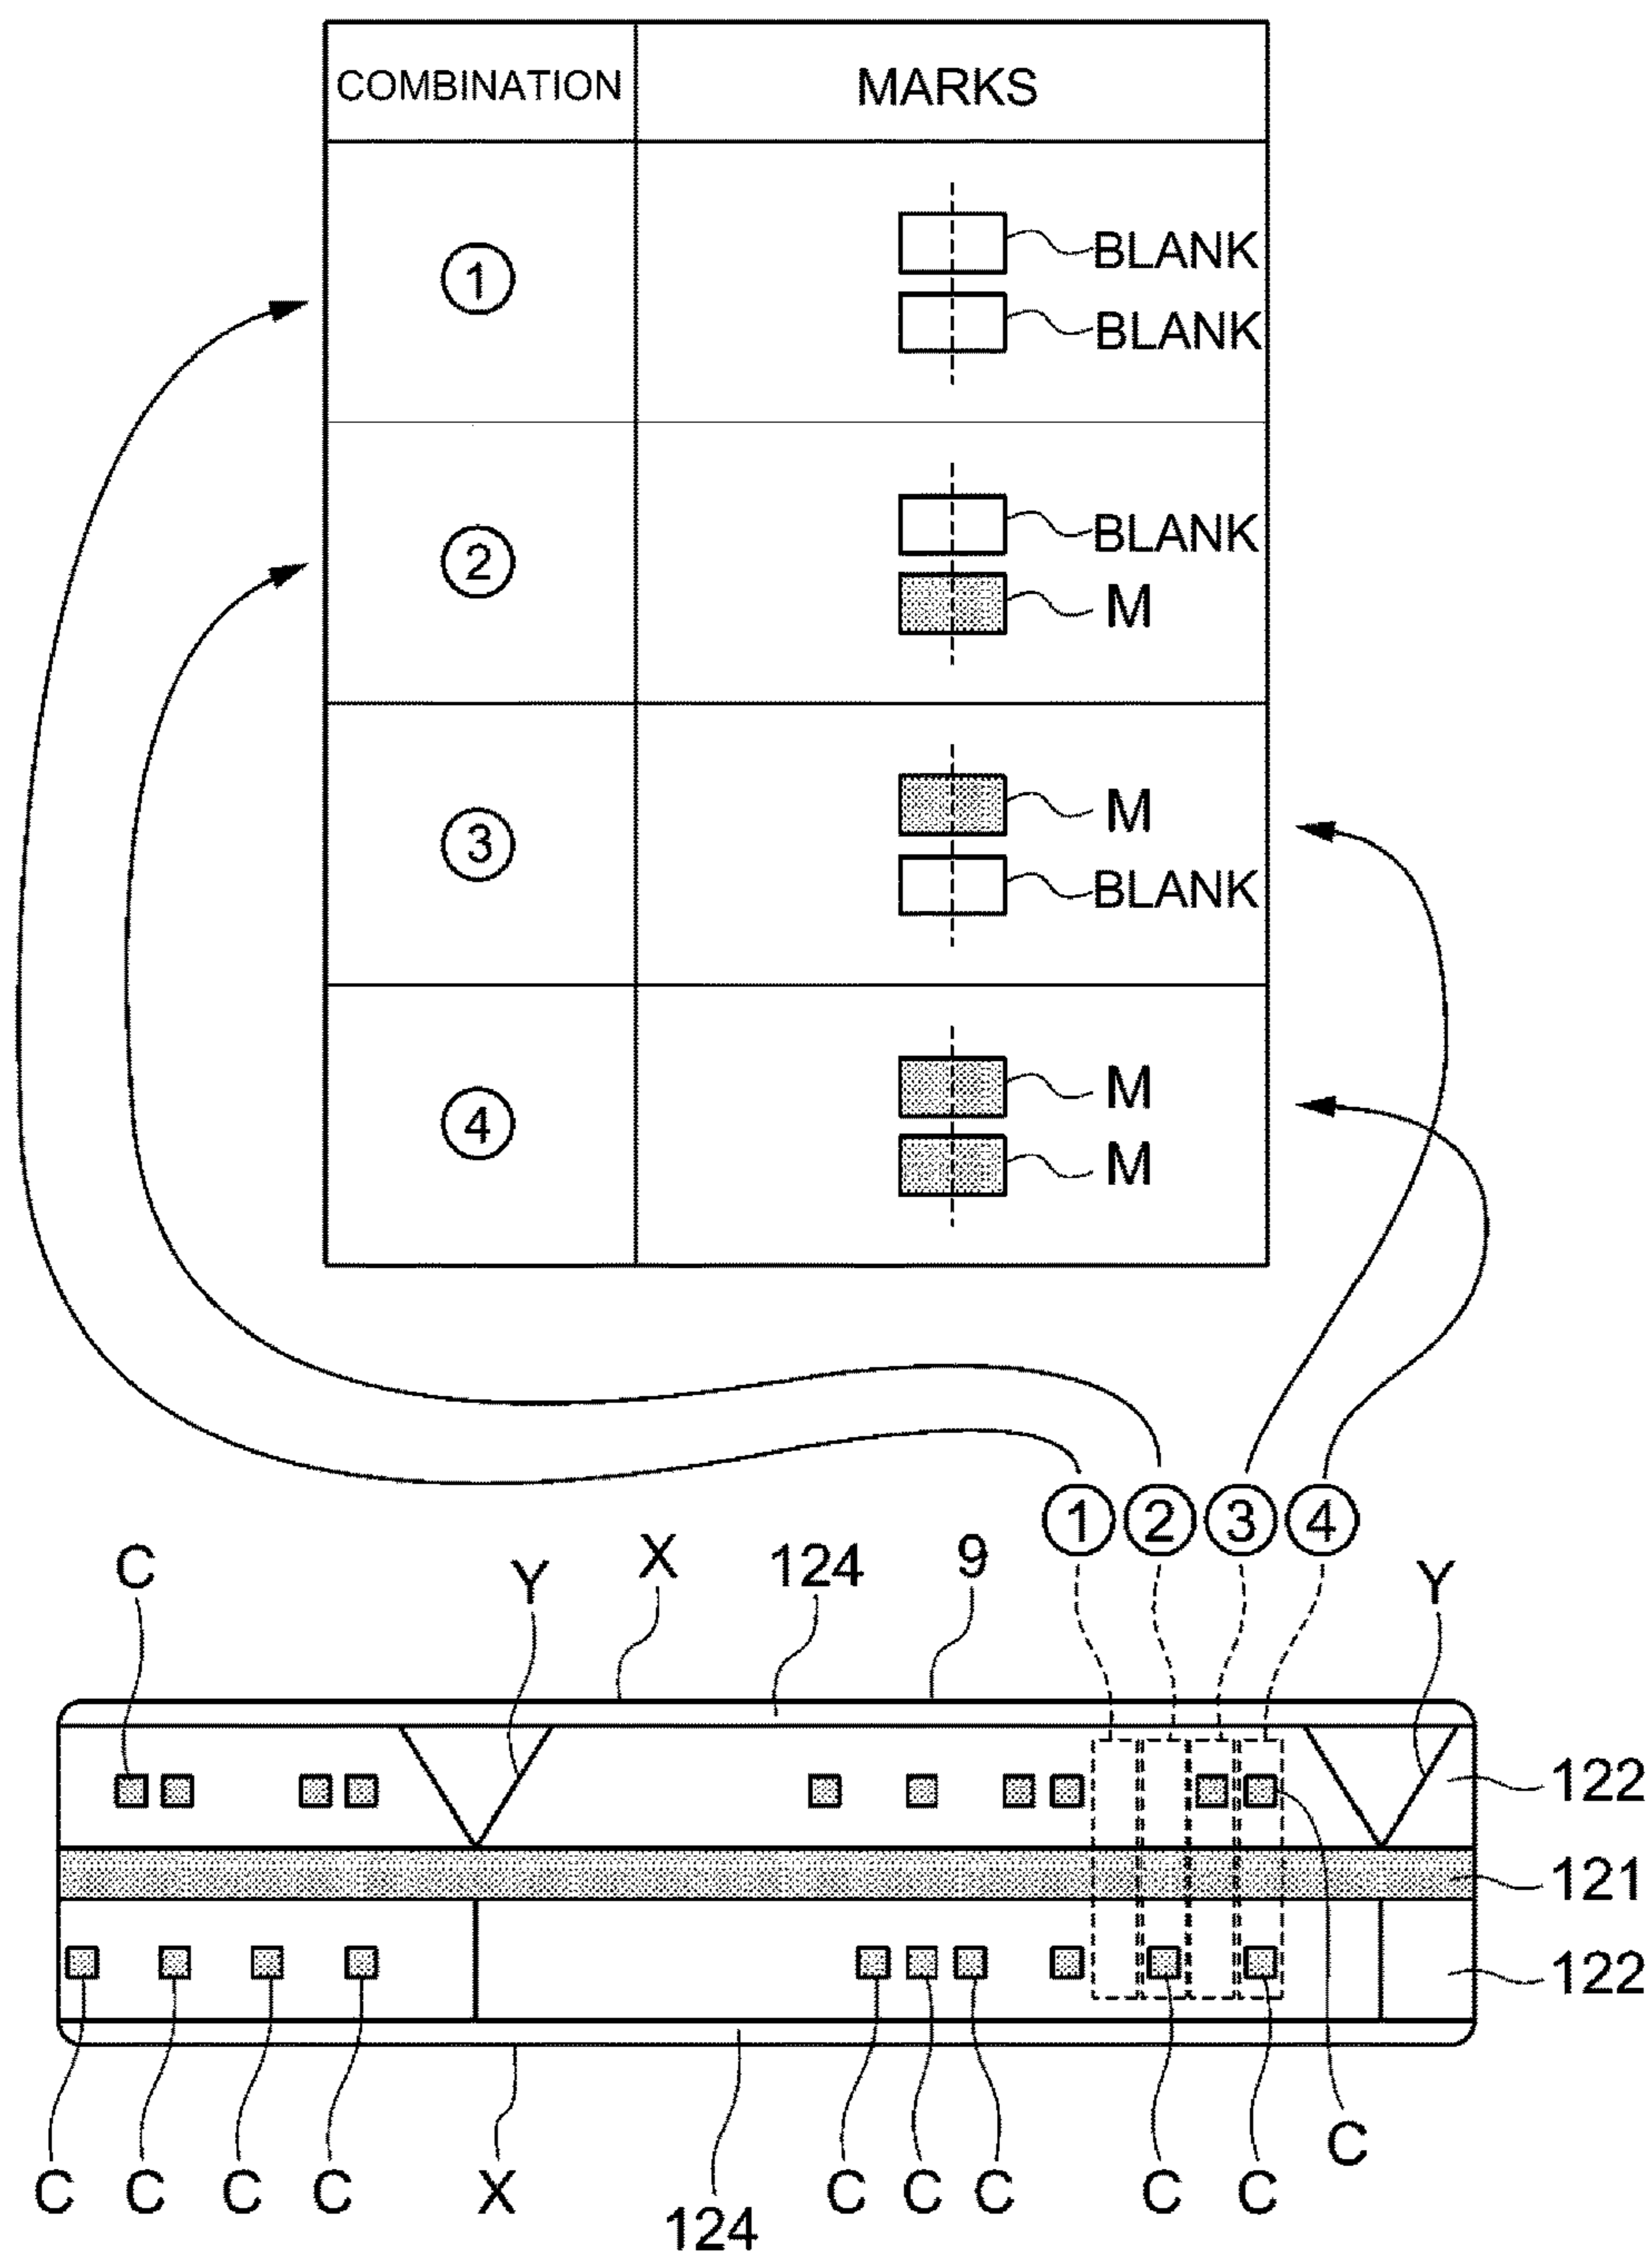 COMBINATION MARKS
① BLANK
BLANK
② BLANK
M
③ M
BLANK
④ M
M
① ② ③ ④
C Y X 124 9 Y
122
121
122
C C C C X 124 C C C C C C